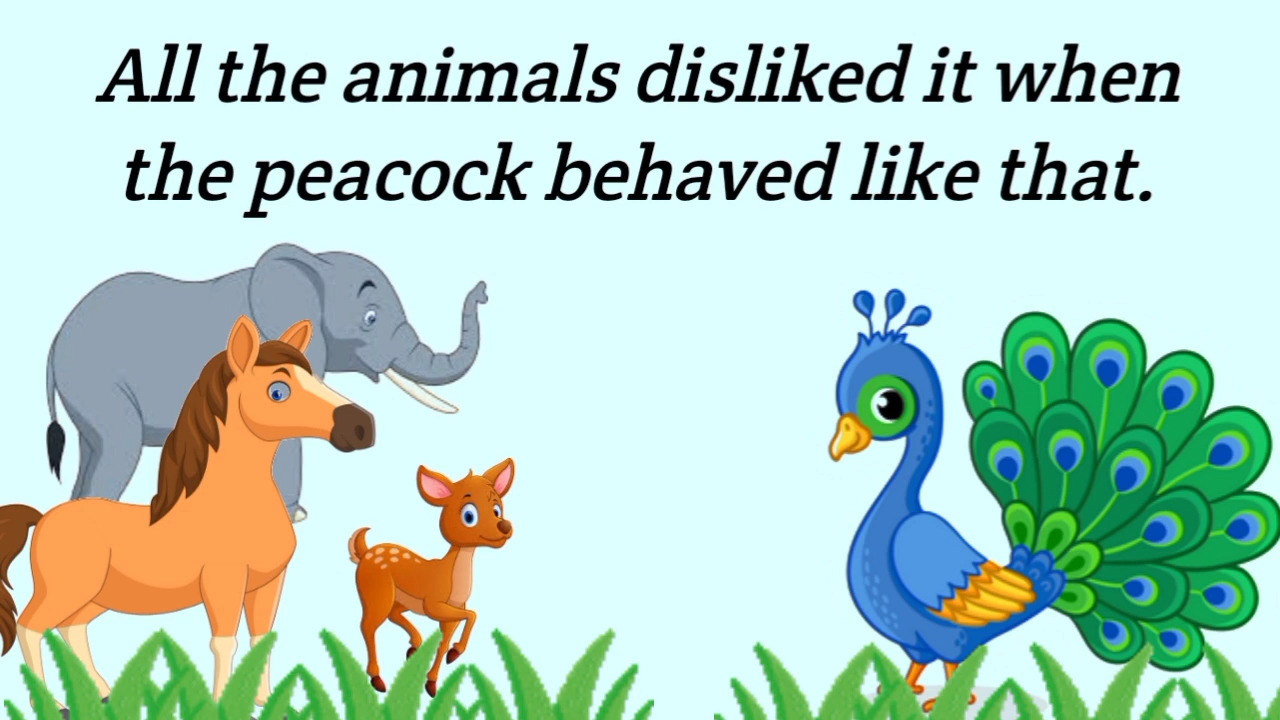 All the animals disliked it when
the peacock behaved like that.